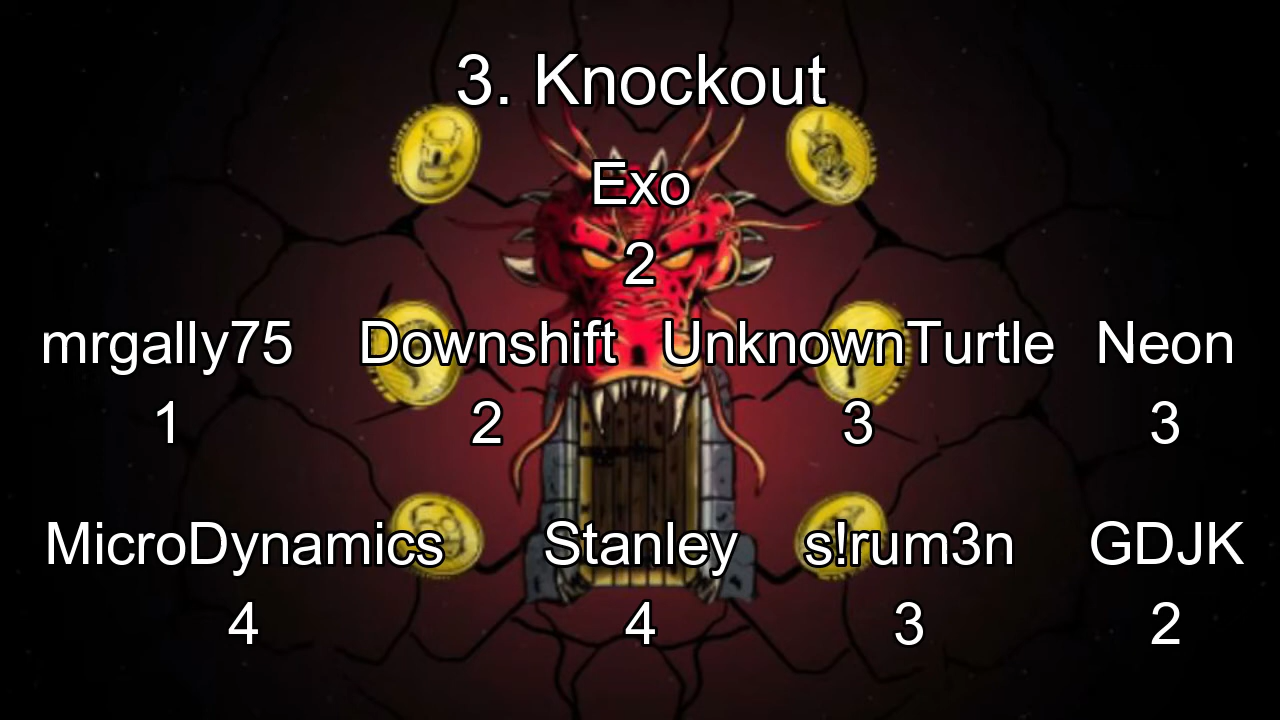 3. Knockout
Exo
2
mrgally75 Downshift UnknownTurtle Neon
1 2 3 3
MicroDynamics Stanley s!rum3n GDJK
4 4 3 2